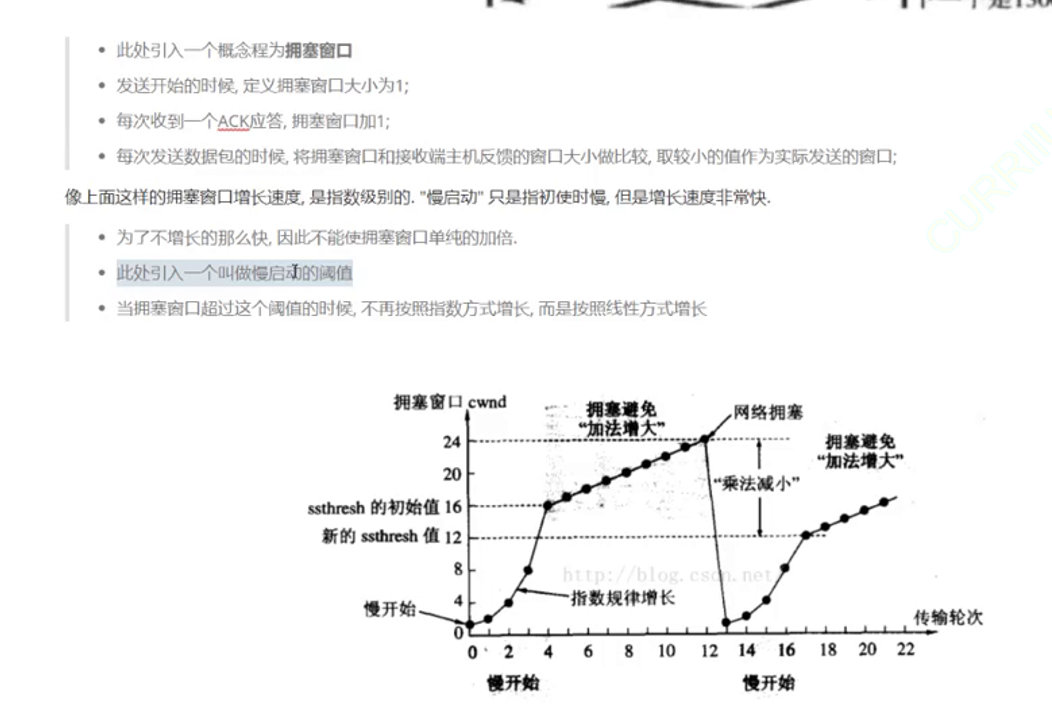 此处引入一个概念程为拥塞窗口
发送开始的时候, 定义拥塞窗口大小为1;
每次收到一个ACK应答, 拥塞窗口加1;
每次发送数据包的时候, 将拥塞窗口和接收端主机反馈的窗口大小做比较, 取较小的值作为实际发送的窗口;
像上面这样的拥塞窗口增长速度, 是指数级别的. "慢启动" 只是指初使时慢, 但是增长速度非常快.
为了不增长的那么快, 因此不能使拥塞窗口单纯的加倍.
此处引入一个叫做慢启动的阈值
当拥塞窗口超过这个阈值的时候, 不再按照指数方式增长, 而是按照线性方式增长
拥塞窗口 cwnd
拥塞避免
“加法增大”
网络拥塞
拥塞避免
“加法增大”
24
20
“乘法减小”
ssthresh 的初始值 16
新的 ssthresh 值 12
8
http://blog.csdn.net
4
指数规律增长
慢开始
0
传输轮次
0 2 4 6 8 10 12 14 16 18 20 22
慢开始
慢开始